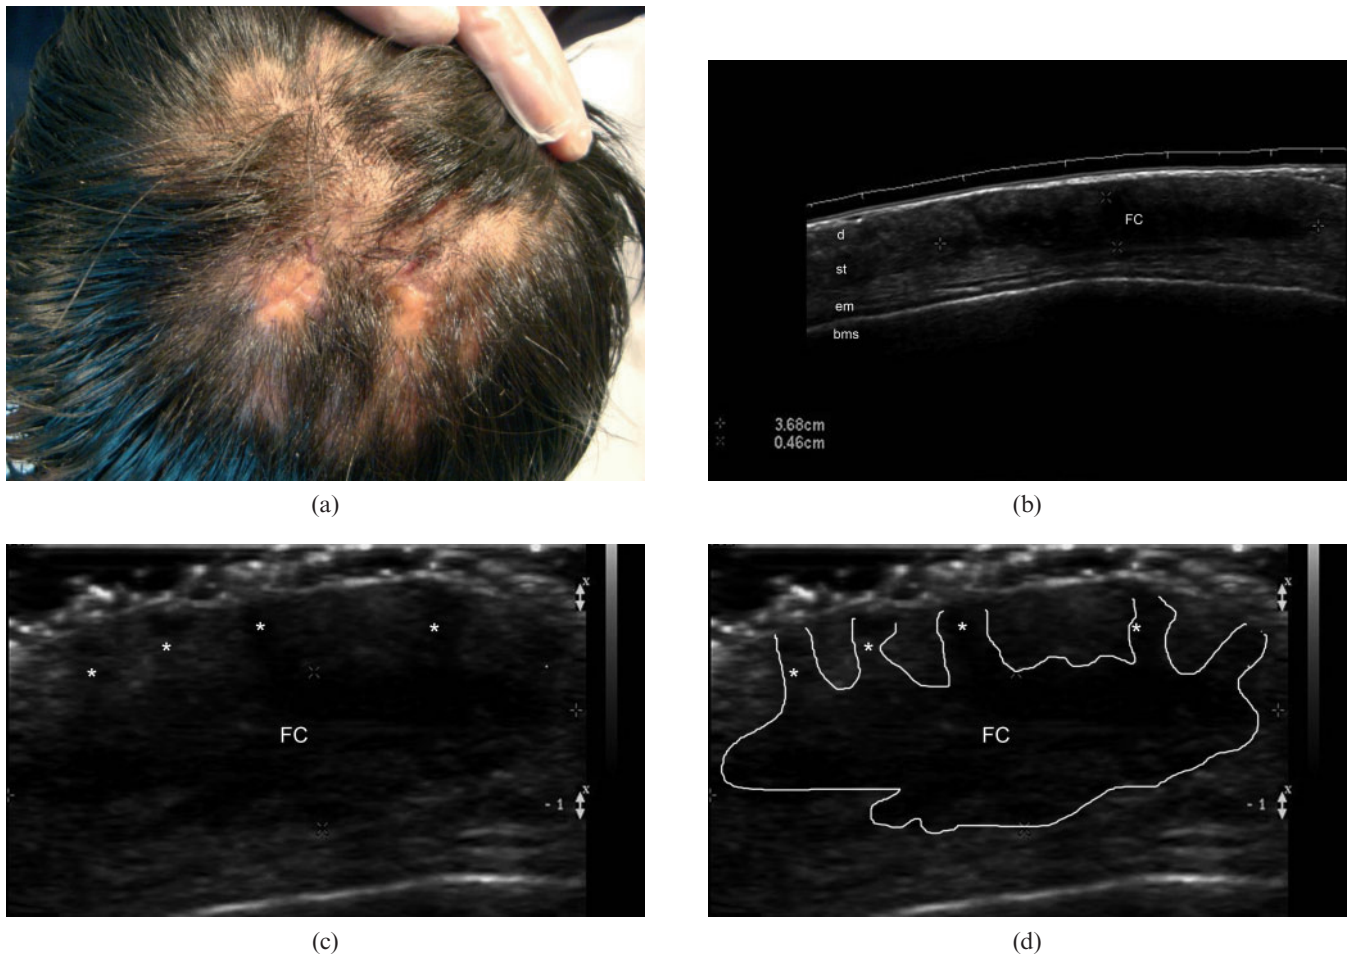 FC
d
st
em
bms
3.68cm
0.46cm
(a)
(b)
*
*
*
*
x
FC
- 1
x
*
*
*
*
x
FC
- 1
x
(c)
(d)